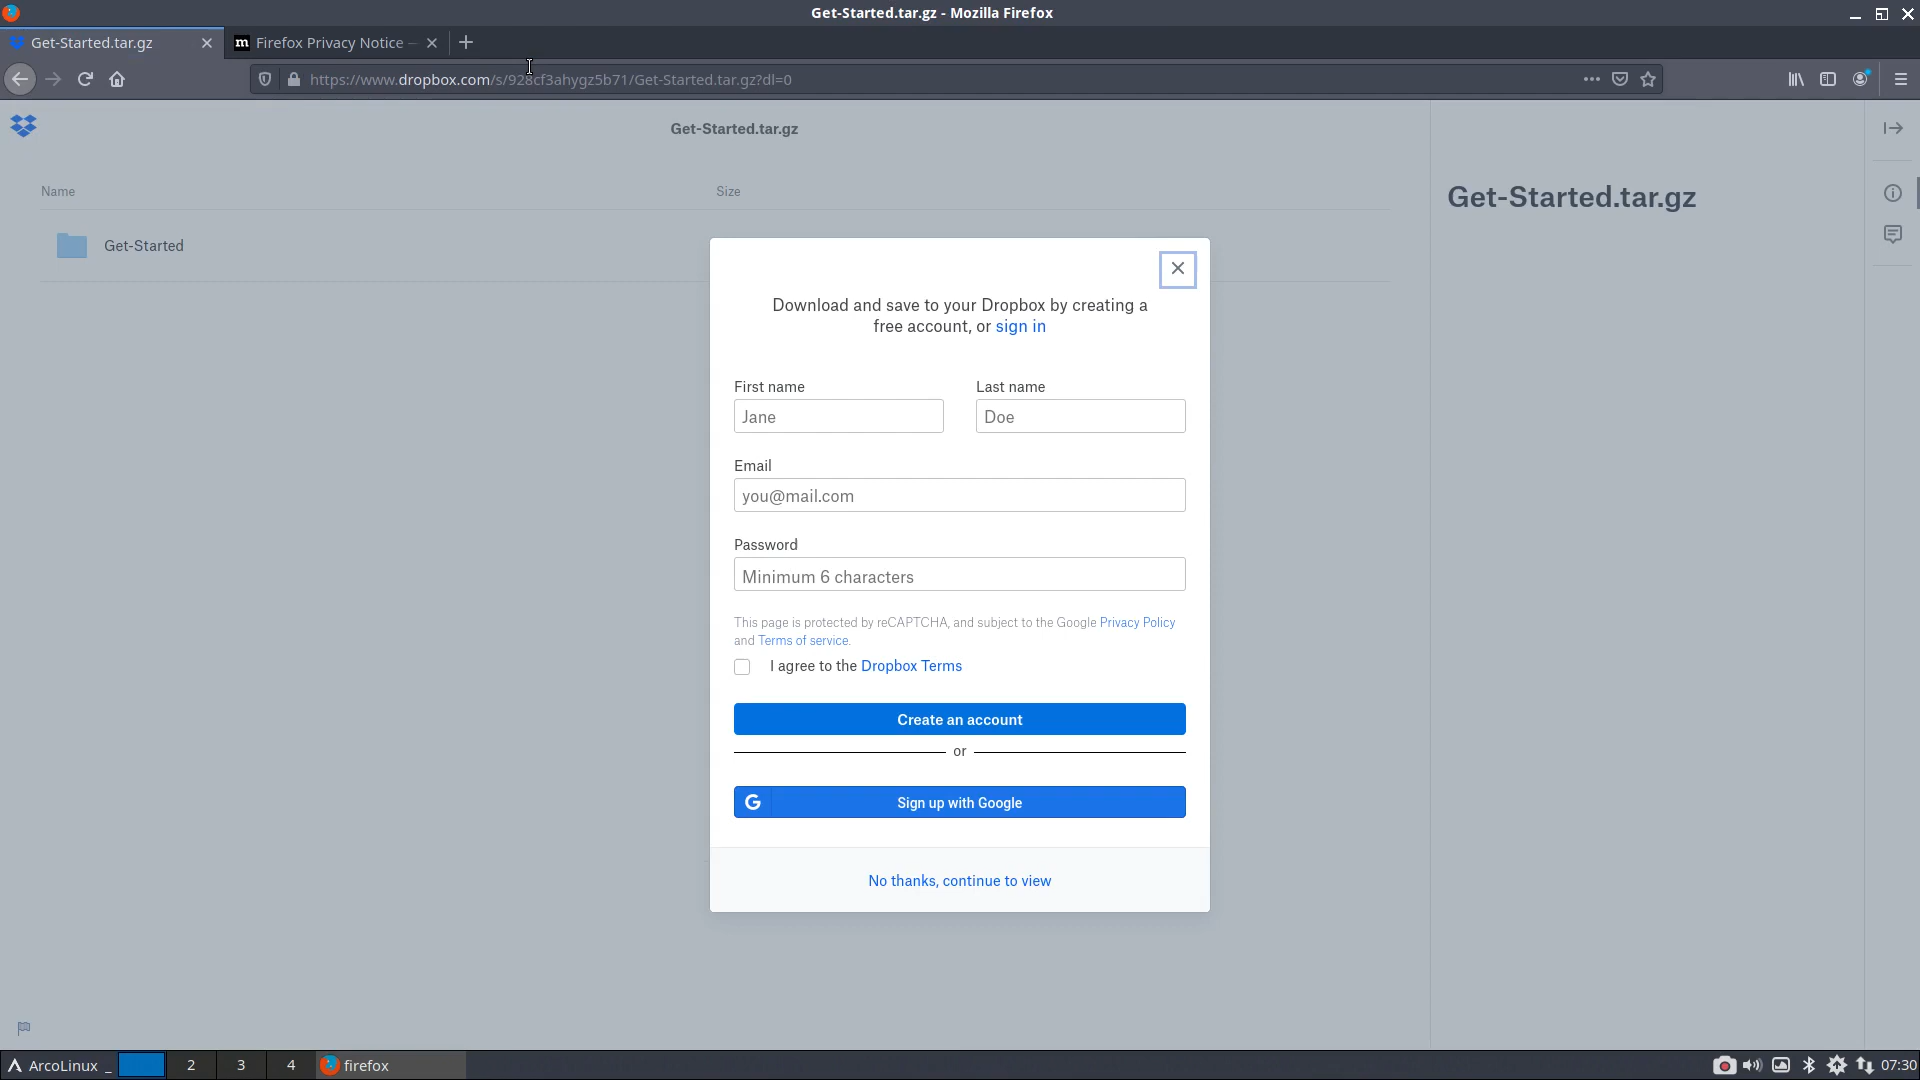 Get-Started.tar.gz - Mozilla Firefox
Get-Started.tar.gz
m Firefox Privacy Notice —
https://www.dropbox.com/s/928cf3ahygz5b71/Get-Started.tar.gz?dl=0
Get-Started.tar.gz
Name Size
Get-Started.tar.gz
Get-Started
Download and save to your Dropbox by creating a
free account, or sign in
First name Last name
Jane Doe
Email
you@mail.com
Password
Minimum 6 characters
This page is protected by reCAPTCHA, and subject to the Google Privacy Policy
and Terms of service.
I agree to the Dropbox Terms
Create an account
or
G Sign up with Google
No thanks, continue to view
ArcoLinux _ 2 3 4 firefox 07:30